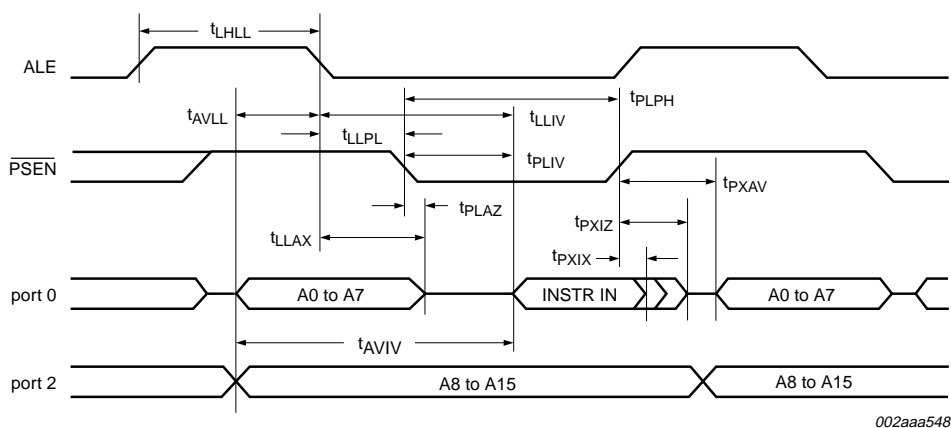 tLHLL
ALE
tPLPH
tAVLL
tLLIV
tLLPL
PSEN
tPLIV
tPXAV
tPLAZ
tPXIZ
tLLAX
tPXIX
port 0
A0 to A7
INSTR IN
A0 to A7
tAVIV
port 2
A8 to A15
A8 to A15
002aaa548